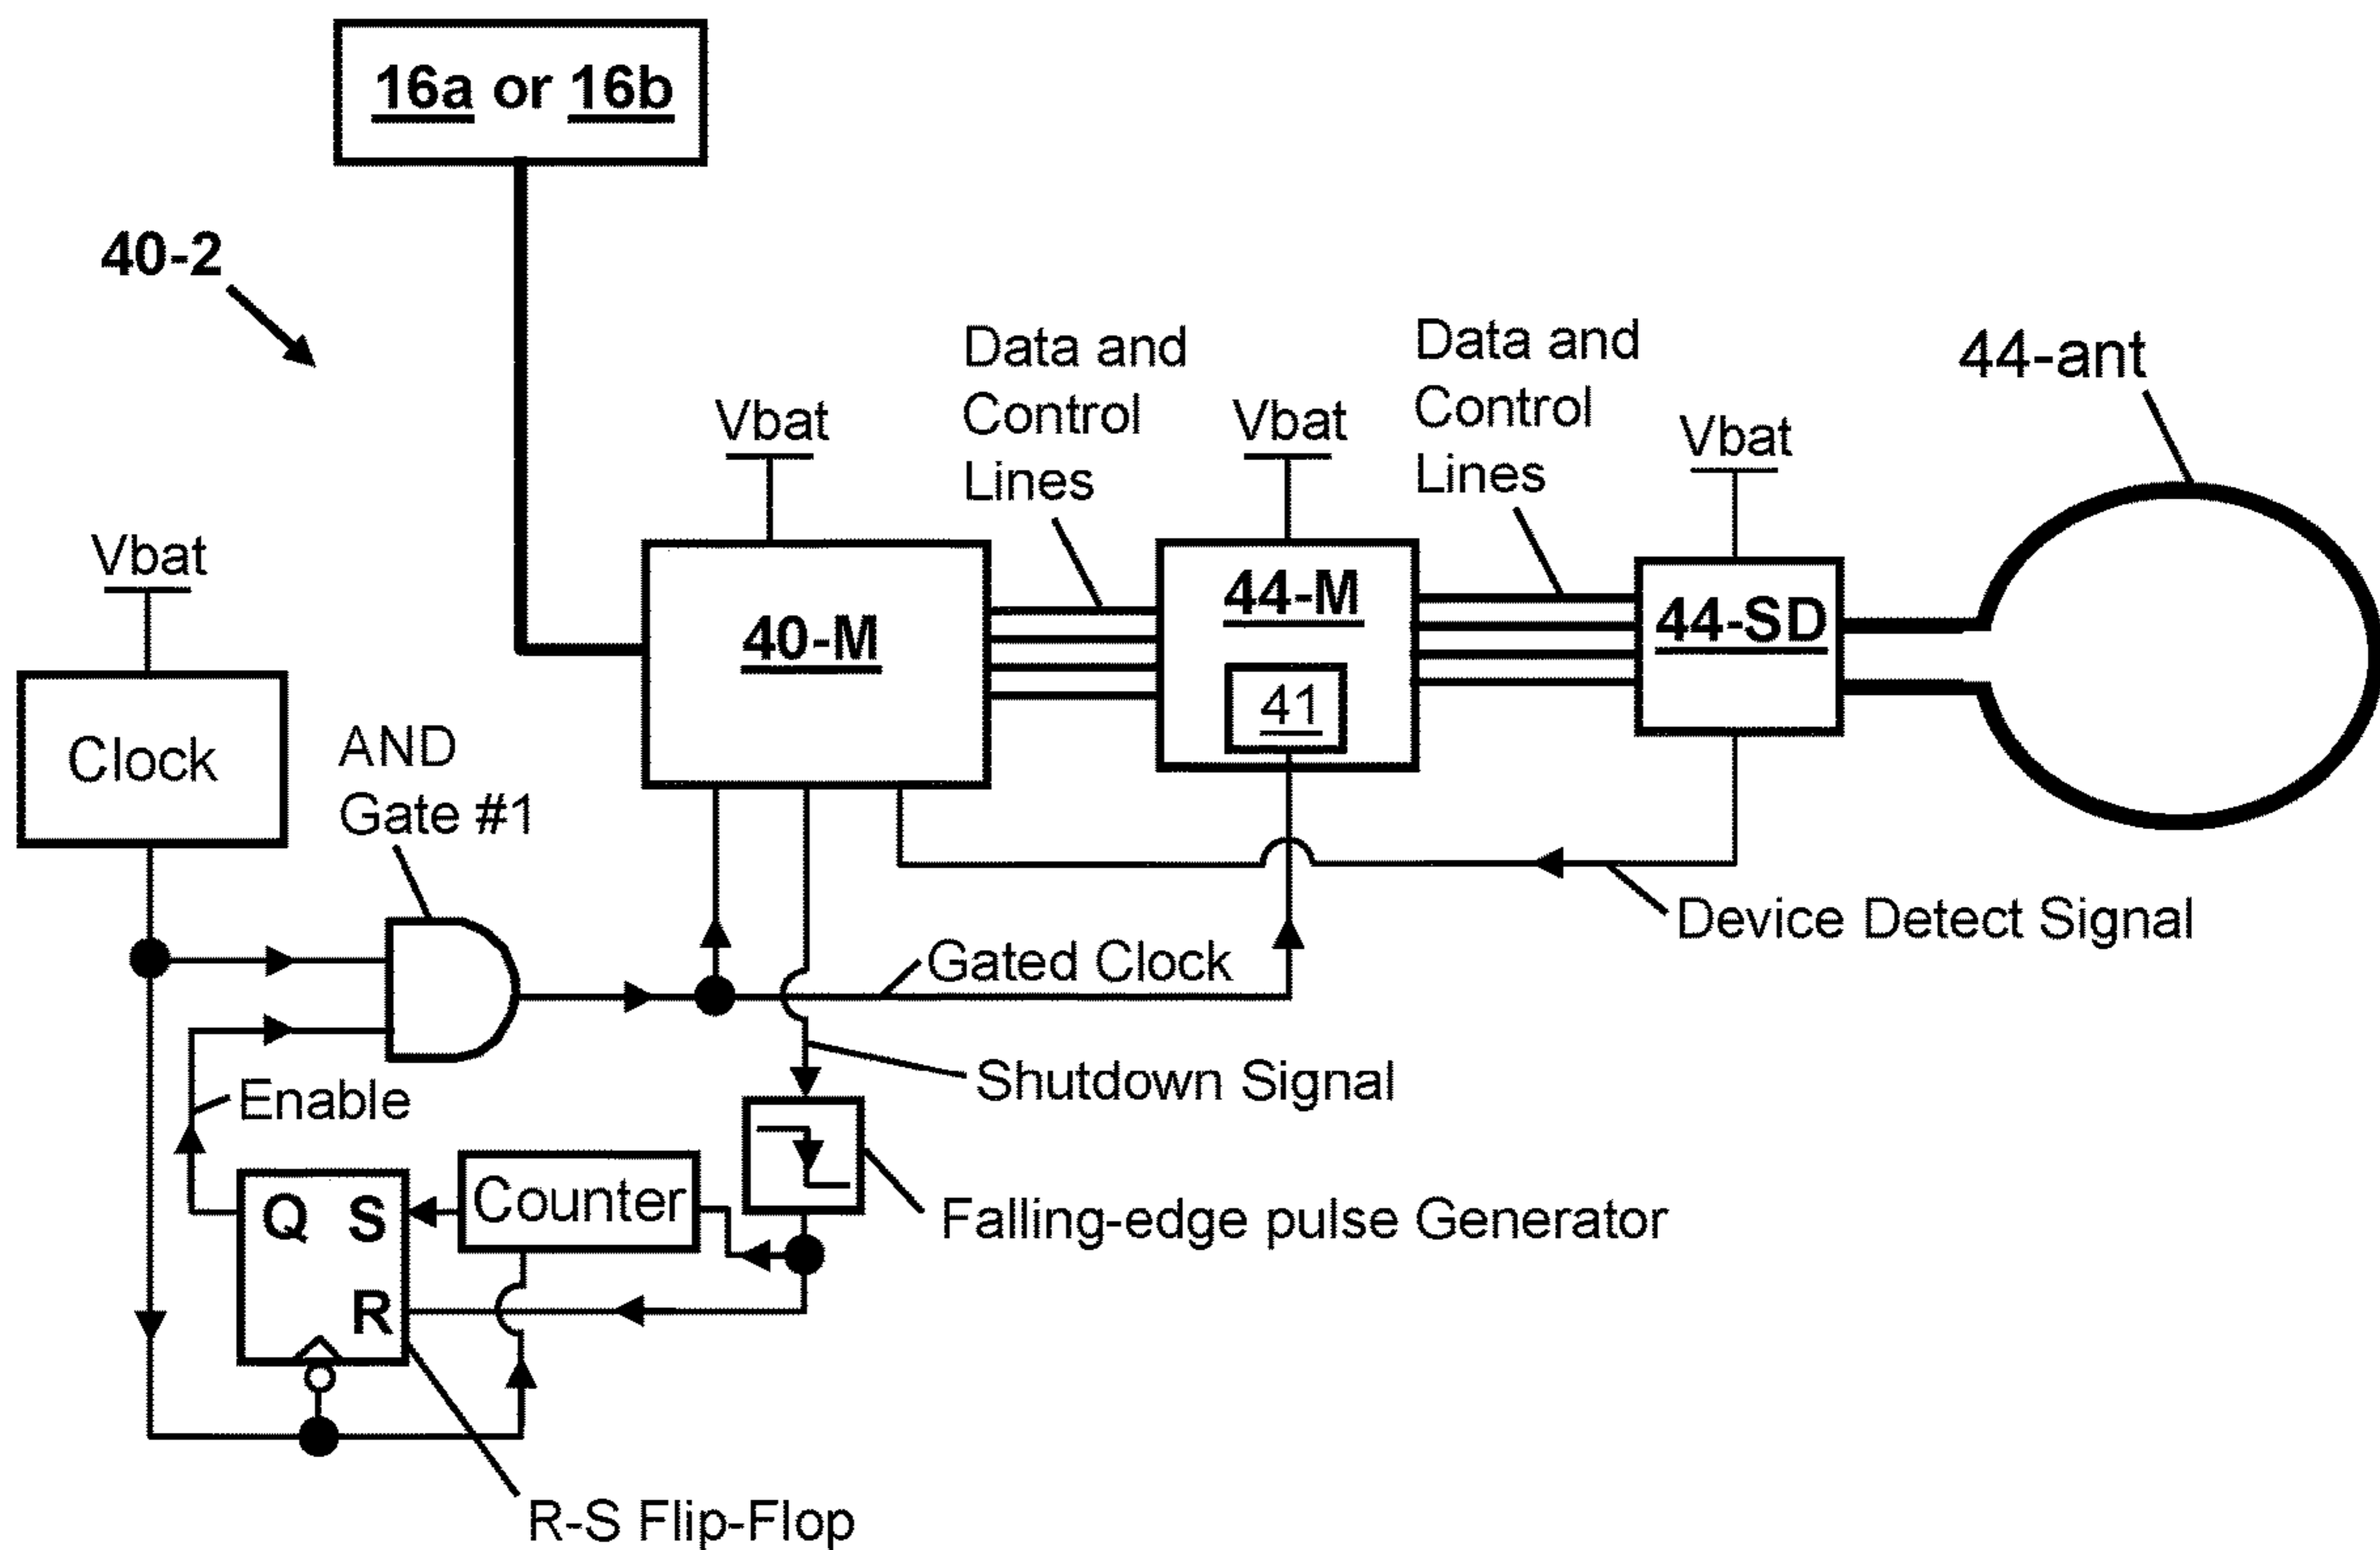 16a or 16b
40-2
Data and
Control
Lines
Data and
Control
Lines
44-ant
Vbat
Vbat
Vbat
Vbat
40-M
44-M
41
44-SD
Clock
AND
Gate #1
Device Detect Signal
Gated Clock
Shutdown Signal
Enable
Q S
R
Counter
Falling-edge pulse Generator
R-S Flip-Flop